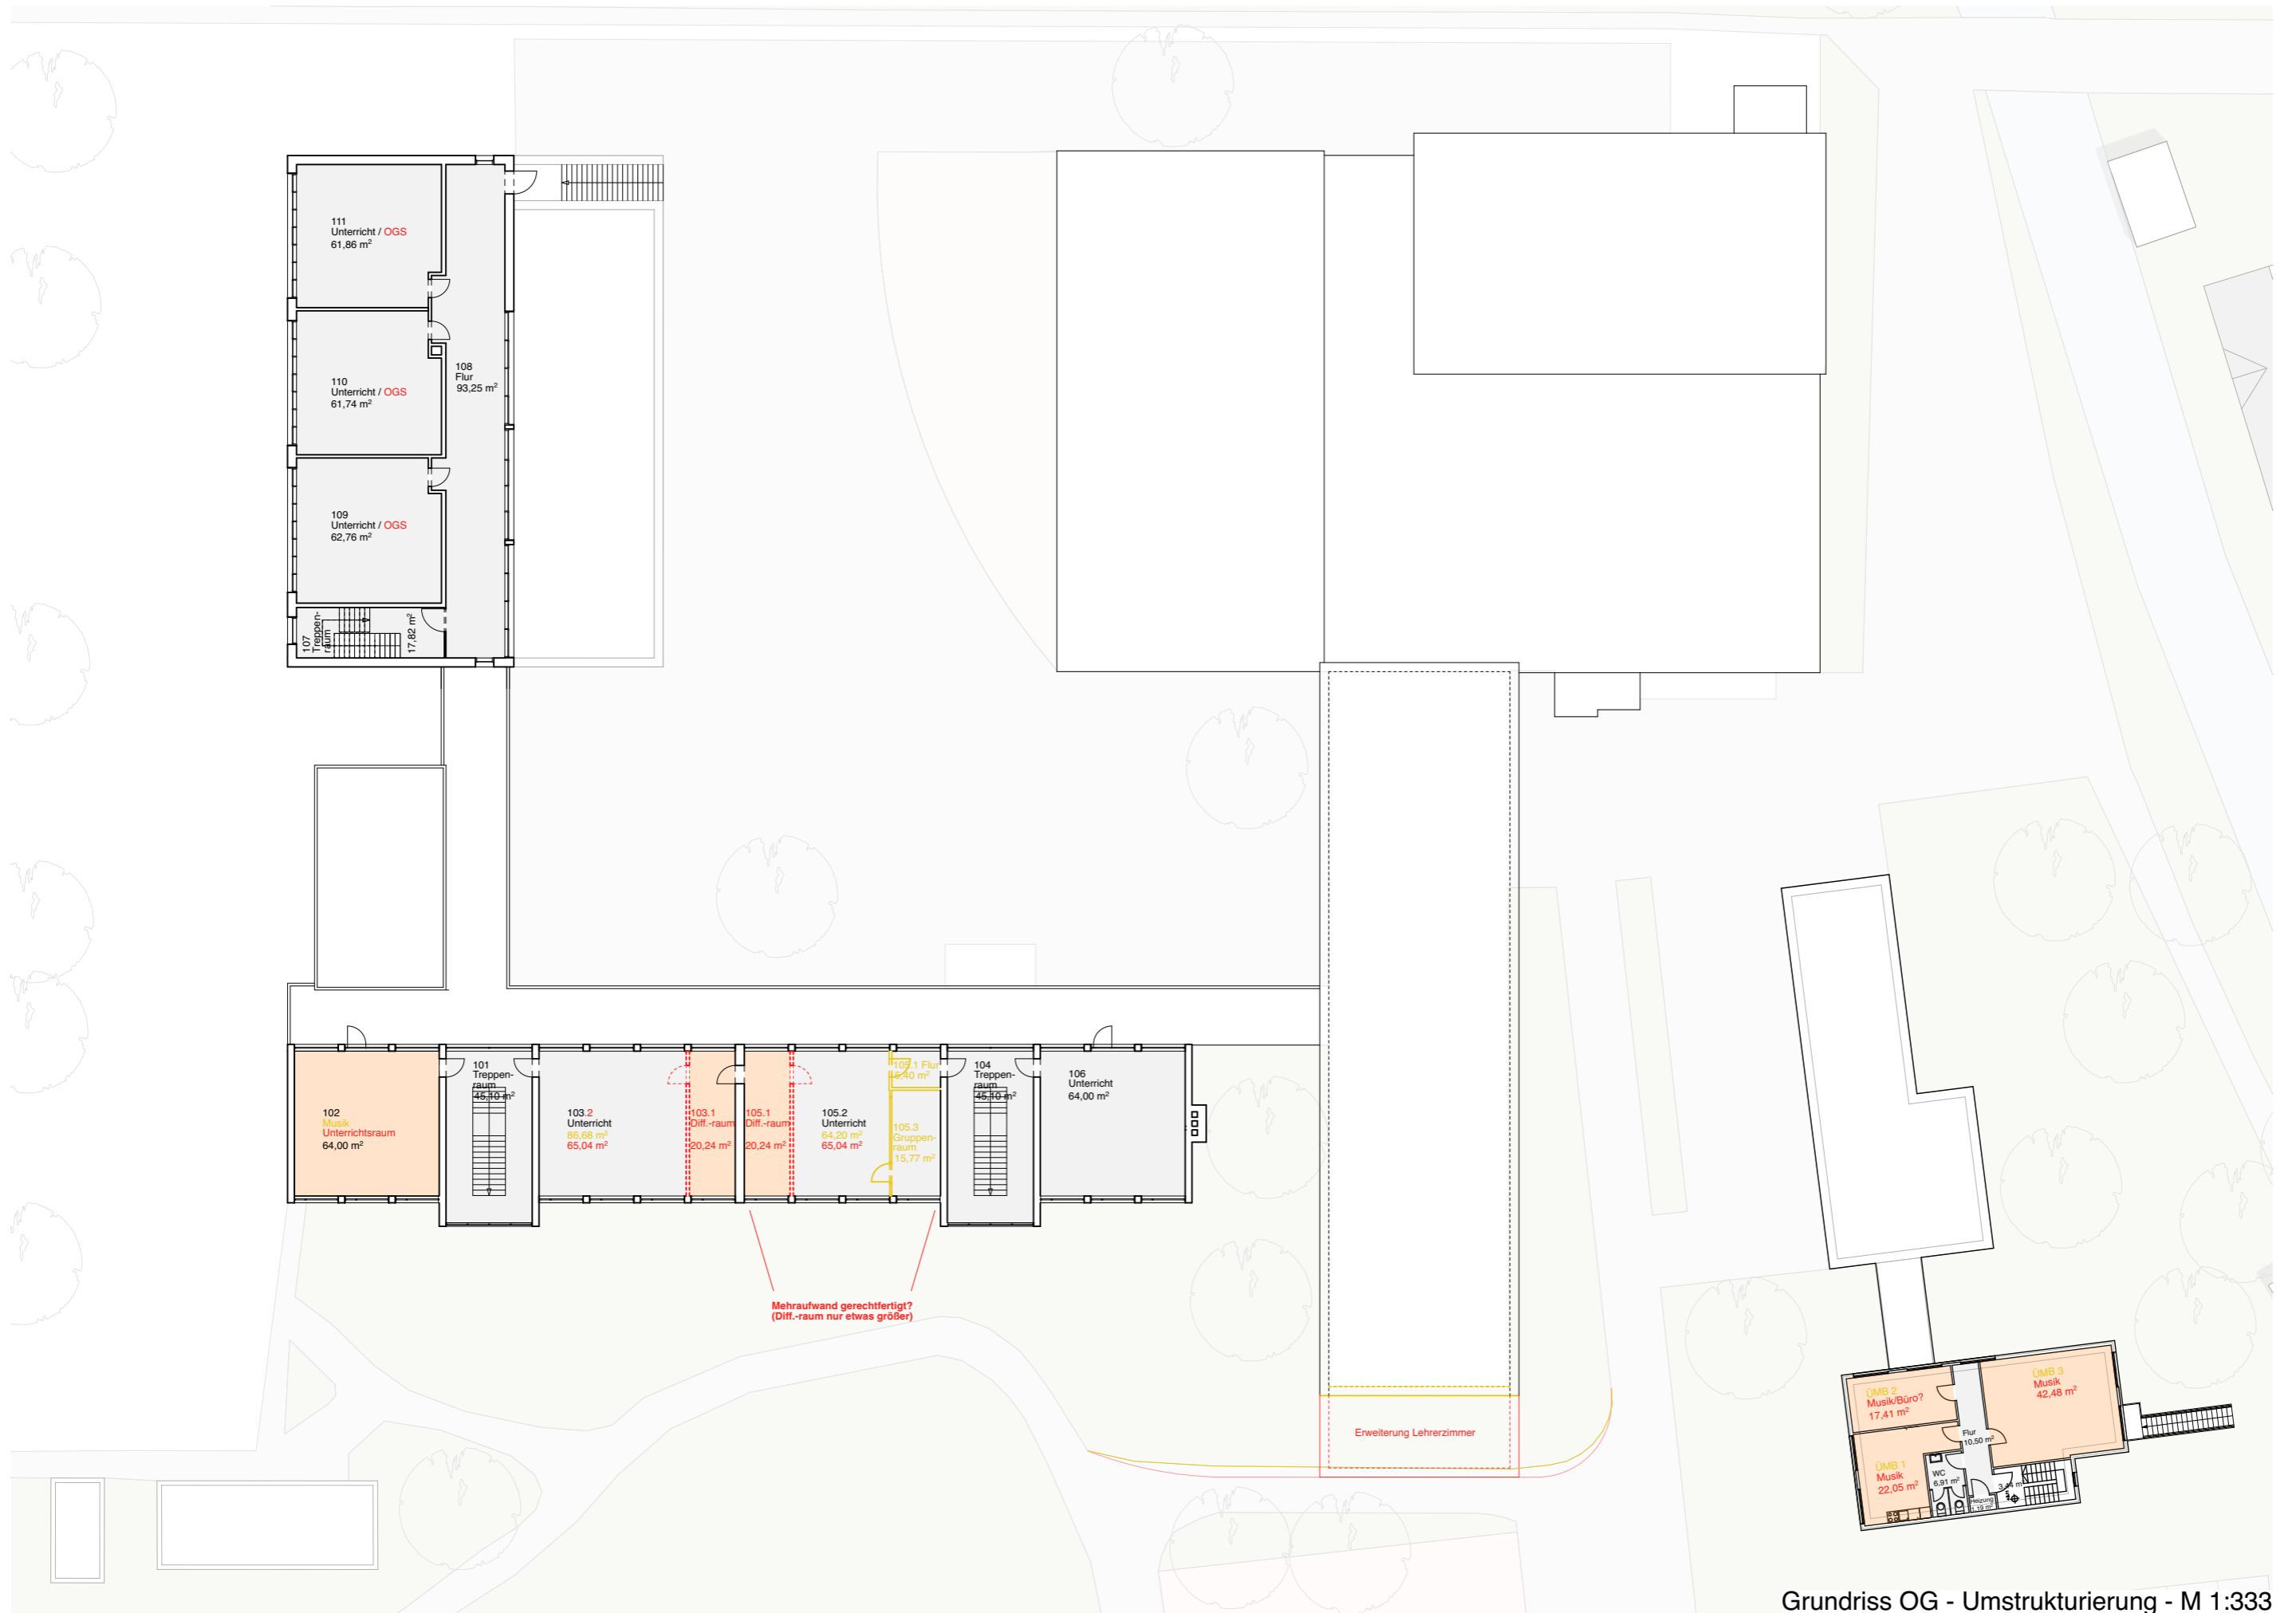 111
Unterricht / OGS
61,86 m²
110
Unterricht / OGS
61,74 m²
108
Flur
93,25 m²
109
Unterricht / OGS
62,76 m²
107
Treppen-
raum
17,82 m²
102
Musik
Unterrichtsraum
64,00 m²
101
Treppen-
raum
45,10 m²
103.2
Unterricht
86,68 m²
65,04 m²
103.1
Diff.-raum
20,24 m²
105.1
Diff.-raum
20,24 m²
105.2
Unterricht
64,20 m²
65,04 m²
105.1 Flur
5,40 m²
105.3
Gruppen-
raum
15,77 m²
104
Treppen-
raum
45,10 m²
106
Unterricht
64,00 m²
Mehraufwand gerechtfertigt?
(Diff.-raum nur etwas größer)
Erweiterung Lehrerzimmer
ÜMB 2
Musik/Büro?
17,41 m²
ÜMB 3
Musik
42,48 m²
Flur
10,50 m²
ÜMB 1
Musik
22,05 m²
WC
6,91 m²
Heizung
1,19 m²
Grundriss OG - Umstrukturierung - M 1:333